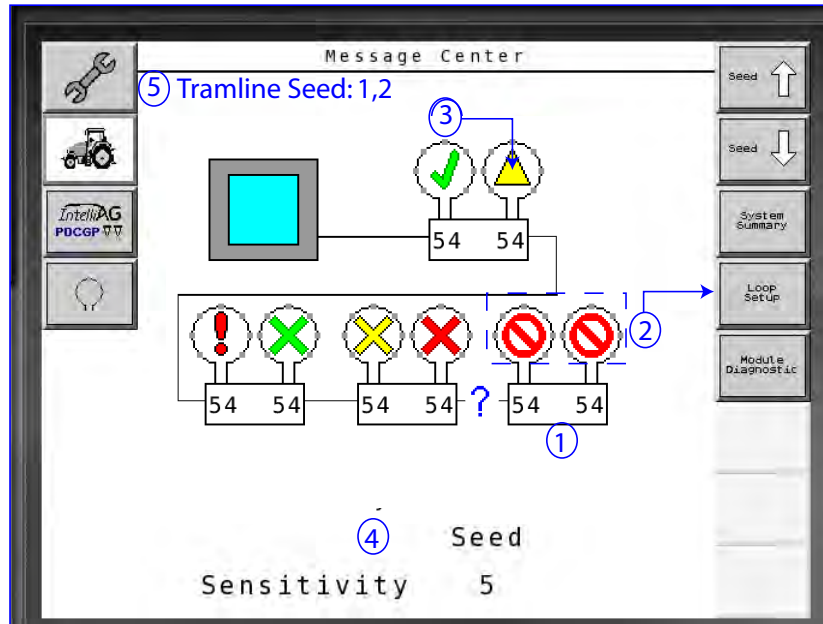 Message Center
5 Tramline Seed: 1,2
3
Seed
Seed
IntelliAG
PDCGP
System
Summary
54 54
Loop
Setup
2
Module
Diagnostic
54 54 54 54 ? 54 54
1
4 Seed
Sensitivity 5